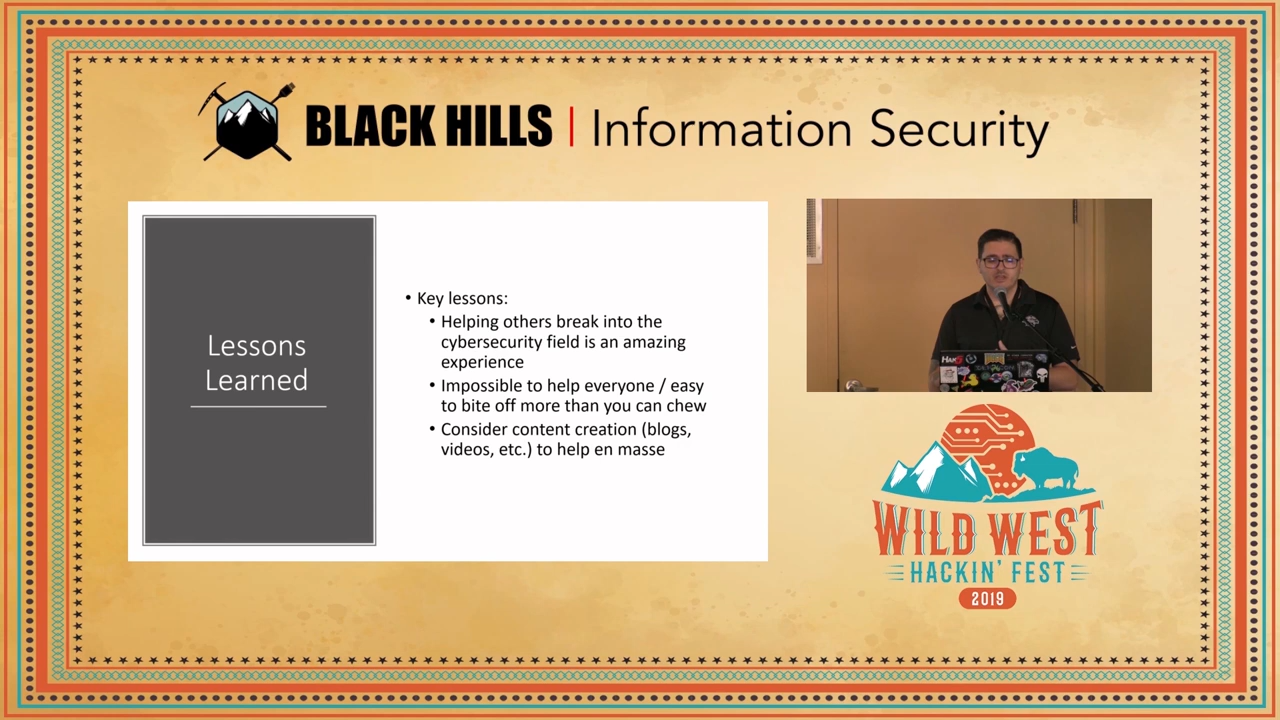 BLACK HILLS | Information Security
Lessons
Learned
• Key lessons:
• Helping others break into the
cybersecurity field is an amazing
experience
• Impossible to help everyone / easy
to bite off more than you can chew
• Consider content creation (blogs,
videos, etc.) to help en masse
WILD WEST
HACKIN' FEST
2019